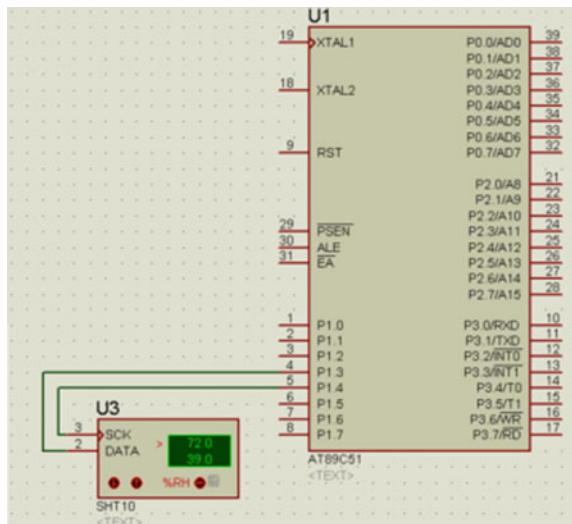 U1
19 XTAL1
18 XTAL2
9 RST
29 PSEN
30 ALE
31 EA
1 P1.0
2 P1.1
3 P1.2
4 P1.3
5 P1.4
6 P1.5
7 P1.6
8 P1.7
P0.0/AD0 39
P0.1/AD1 38
P0.2/AD2 37
P0.3/AD3 36
P0.4/AD4 35
P0.5/AD5 34
P0.6/AD6 33
P0.7/AD7 32
P2.0/A8 21
P2.1/A9 22
P2.2/A10 23
P2.3/A11 24
P2.4/A12 25
P2.5/A13 26
P2.6/A14 27
P2.7/A15 28
P3.0/RXD 10
P3.1/TXD 11
P3.2/INT0 12
P3.3/INT1 13
P3.4/T0 14
P3.5/T1 15
P3.6/WR 16
P3.7/RD 17
AT89C51
<TEXT>
U3
3 SCK
2 DATA
> 72.0
39.0
%RH
SHT10
<TEXT>